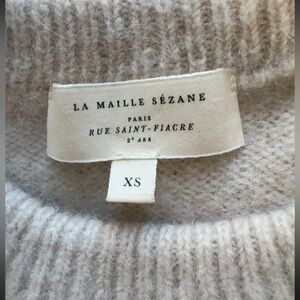 LA MAILLE SÉZANE
PARIS
RUE SAINT-FIACRE
2E ARR
XS